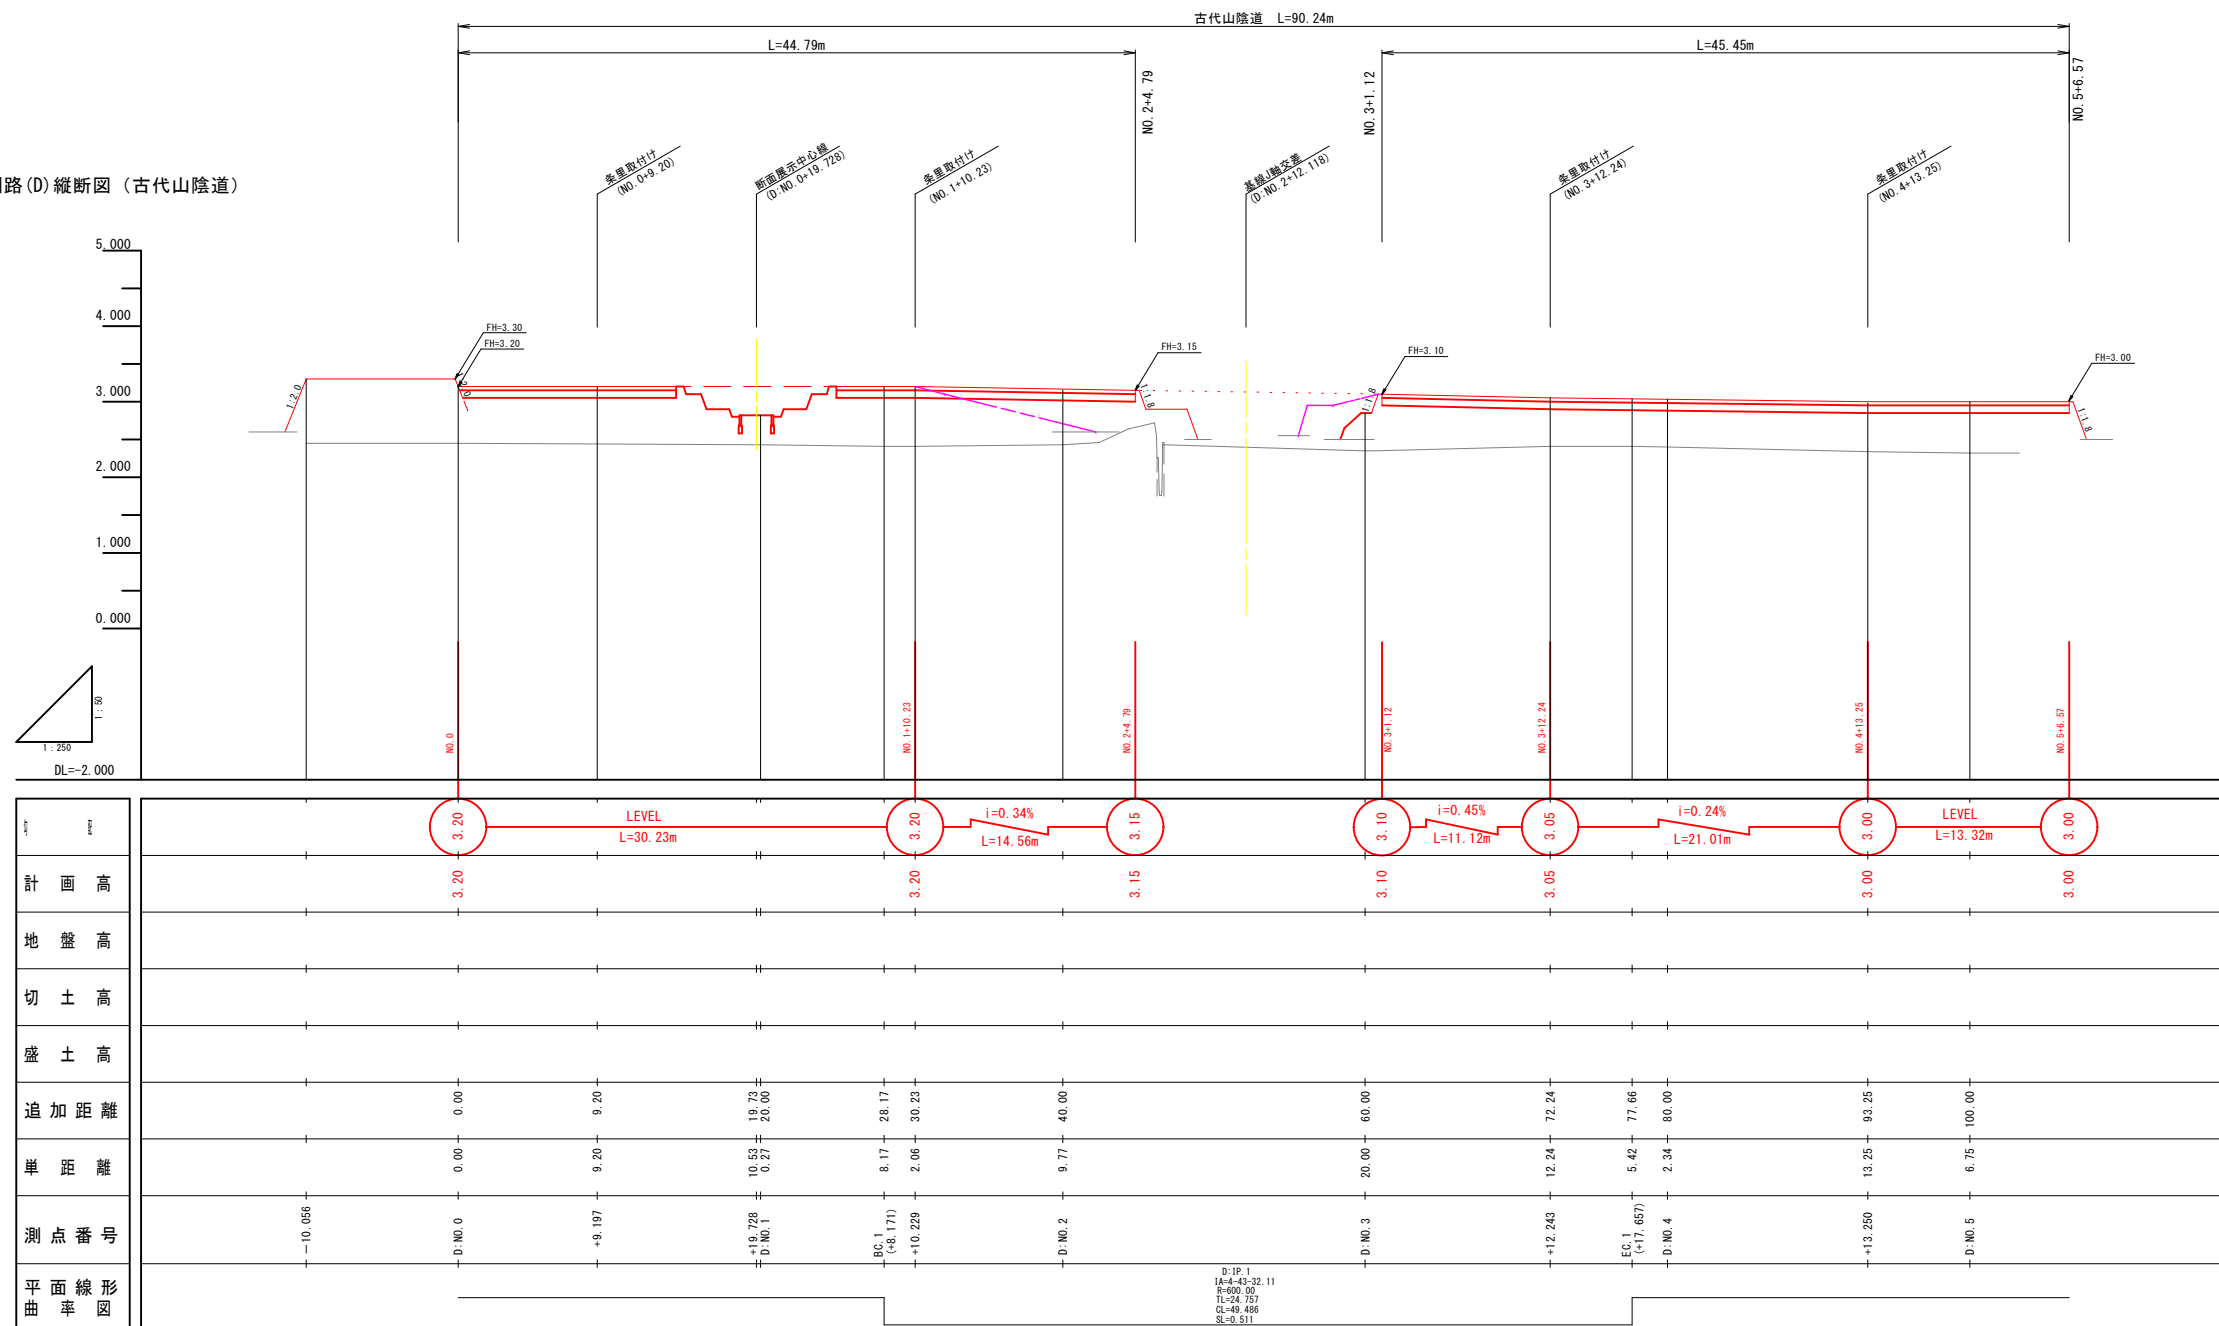 古代山陰道 L=90.24m
L=44.79m
L=45.45m
NO.2+4.79
NO.3+1.12
NO.5+6.57
路(D)縦断図（古代山陰道）
条里取付け
(NO.0+9.20)
断面展示中心線
(D:NO.0+19.728)
条里取付け
(NO.1+10.23)
基線J軸交差
(D:NO.2+12.118)
条里取付け
(NO.3+12.24)
条里取付け
(NO.4+13.25)
5.000
4.000
3.000
2.000
1.000
0.000
FH=3.30
FH=3.20
FH=3.15
FH=3.10
FH=3.00
1:2.0
1:1.8
1:1.8
1:1.8
1:50
1:250
DL=-2.000
NO.0
NO.1+10.23
NO.2+4.79
NO.3+1.12
NO.3+12.24
NO.4+13.25
NO.5+6.57
3.20 LEVEL L=30.23m 3.20 i=0.34% L=14.56m 3.15 3.10 i=0.45% L=11.12m 3.05 i=0.24% L=21.01m 3.00 LEVEL L=13.32m 3.00
計画高 3.20 3.20 3.15 3.10 3.05 3.00 3.00
地盤高
切土高
盛土高
追加距離 0.00 9.20 19.73 20.00 28.17 30.23 40.00 60.00 72.24 77.66 80.00 93.25 100.00
単距離 0.00 9.20 10.53 0.27 8.17 2.06 9.77 20.00 12.24 5.42 2.34 13.25 6.75
測点番号 -10.056 D:NO.0 +9.197 +19.728 D:NO.1 BC.1 (+8.171) +10.229 D:NO.2 D:NO.3 +12.243 EC.1 (+17.657) D:NO.4 +13.250 D:NO.5
平面線形
曲率図
D:IP.1
IA=4-43-32.11
R=600.00
TL=24.757
CL=49.486
SL=0.511